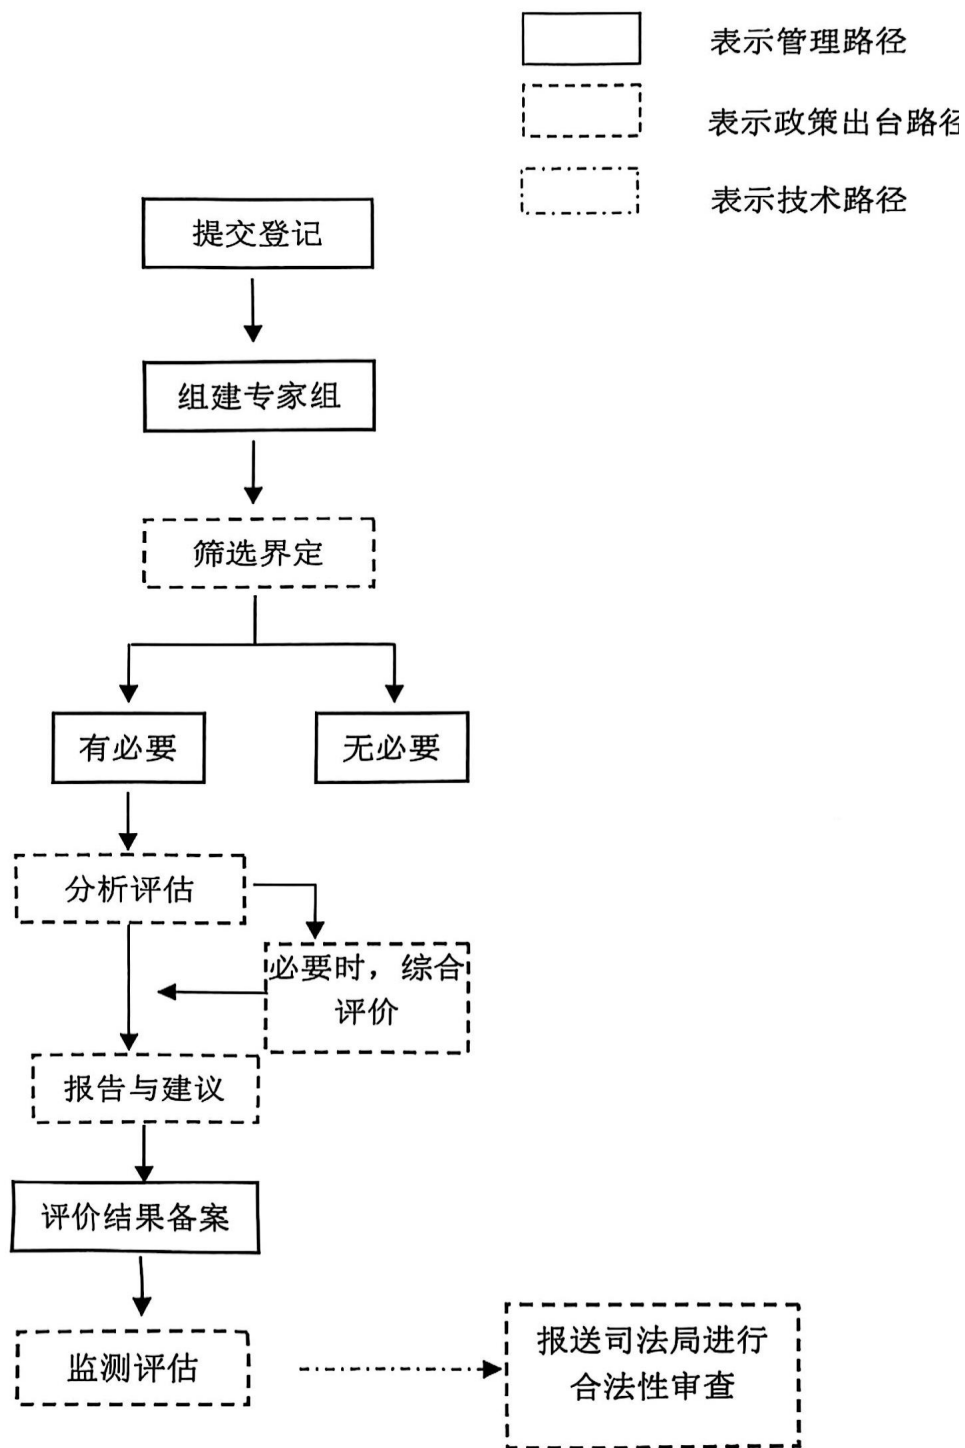 表示管理路径
表示政策出台路径
表示技术路径
提交登记
组建专家组
筛选界定
有必要
无必要
分析评估
必要时，综合
评价
报告与建议
评价结果备案
监测评估
报送司法局进行
合法性审查